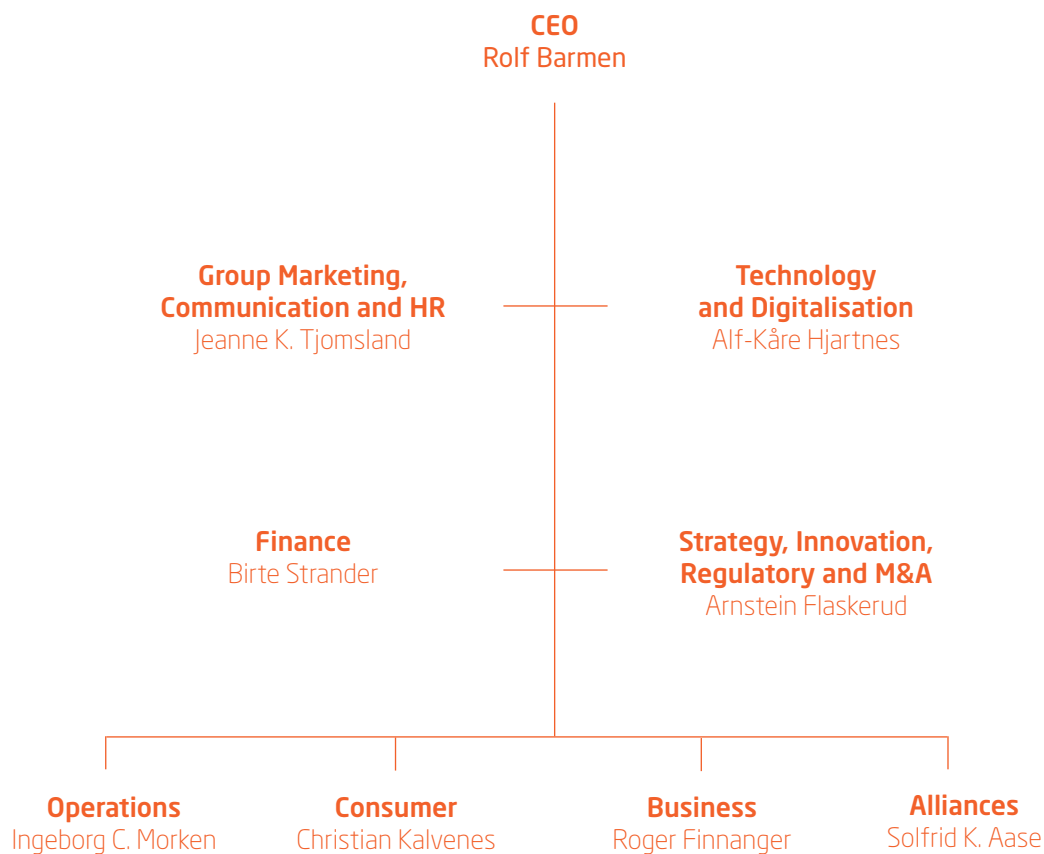 CEO
Rolf Barmen
Group Marketing,
Communication and HR
Jeanne K. Tjomsland
Technology
and Digitalisation
Alf-Kåre Hjartnes
Finance
Birte Strander
Strategy, Innovation,
Regulatory and M&A
Arnstein Flaskerud
Operations
Ingeborg C. Morken
Consumer
Christian Kalvenes
Business
Roger Finnanger
Alliances
Solfrid K. Aase